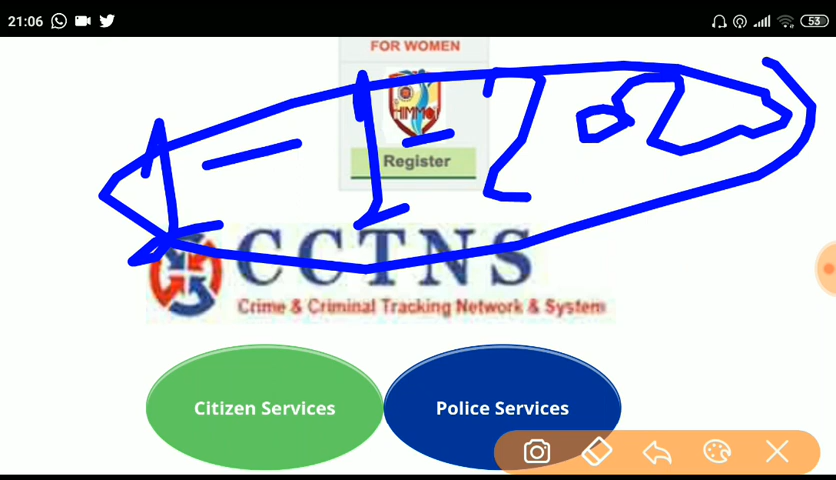 21:06 53
FOR WOMEN
HIMMAT
Register
CCTNS
Crime & Criminal Tracking Network & System
Citizen Services
Police Services